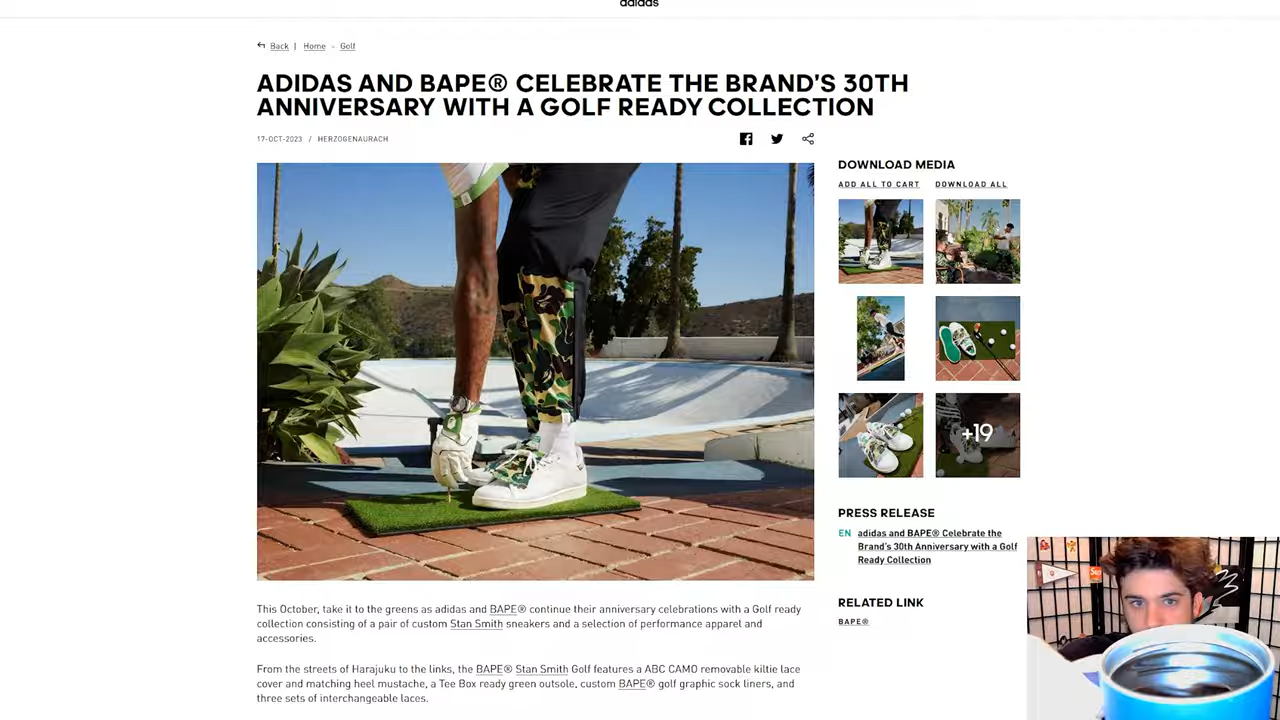 adidas
Back | Home - Golf
ADIDAS AND BAPE® CELEBRATE THE BRAND'S 30TH
ANNIVERSARY WITH A GOLF READY COLLECTION
17-OCT-2023 / HERZOGENAURACH
DOWNLOAD MEDIA
ADD ALL TO CART DOWNLOAD ALL
+19
PRESS RELEASE
EN adidas and BAPE® Celebrate the
Brand's 30th Anniversary with a Golf
Ready Collection
RELATED LINK
BAPE®
This October, take it to the greens as adidas and BAPE® continue their anniversary celebrations with a Golf ready
collection consisting of a pair of custom Stan Smith sneakers and a selection of performance apparel and
accessories.
From the streets of Harajuku to the links, the BAPE® Stan Smith Golf features a ABC CAMO removable kiltie lace
cover and matching heel mustache, a Tee Box ready green outsole, custom BAPE® golf graphic sock liners, and
three sets of interchangeable laces.